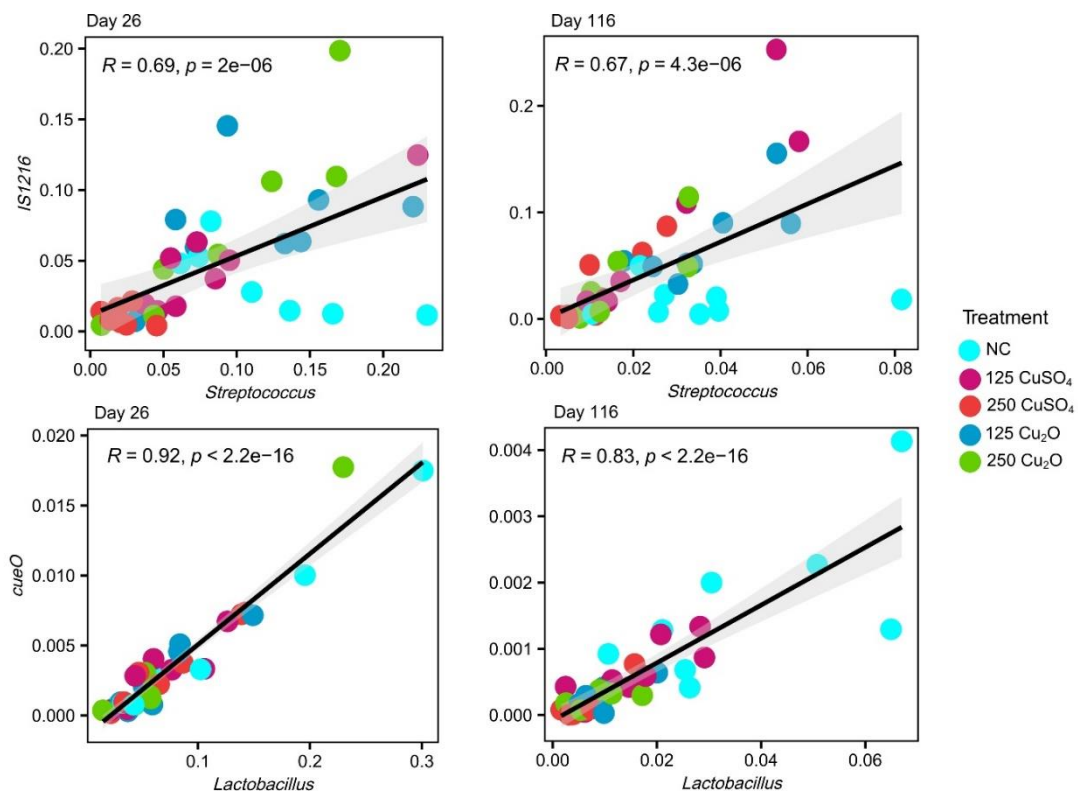 Day 26
R = 0.69, p = 2e−06
0.20
0.15
0.10
0.05
0.00
IS1216
0.00 0.05 0.10 0.15 0.20
Streptococcus
Day 116
R = 0.67, p = 4.3e−06
0.2
0.1
0.0
0.00 0.02 0.04 0.06 0.08
Streptococcus
Day 26
R = 0.92, p < 2.2e−16
0.020
0.015
0.010
0.005
0.000
cueO
0.1 0.2 0.3
Lactobacillus
Day 116
R = 0.83, p < 2.2e−16
0.004
0.003
0.002
0.001
0.000
0.00 0.02 0.04 0.06
Lactobacillus
Treatment
NC
125 CuSO₄
250 CuSO₄
125 Cu₂O
250 Cu₂O